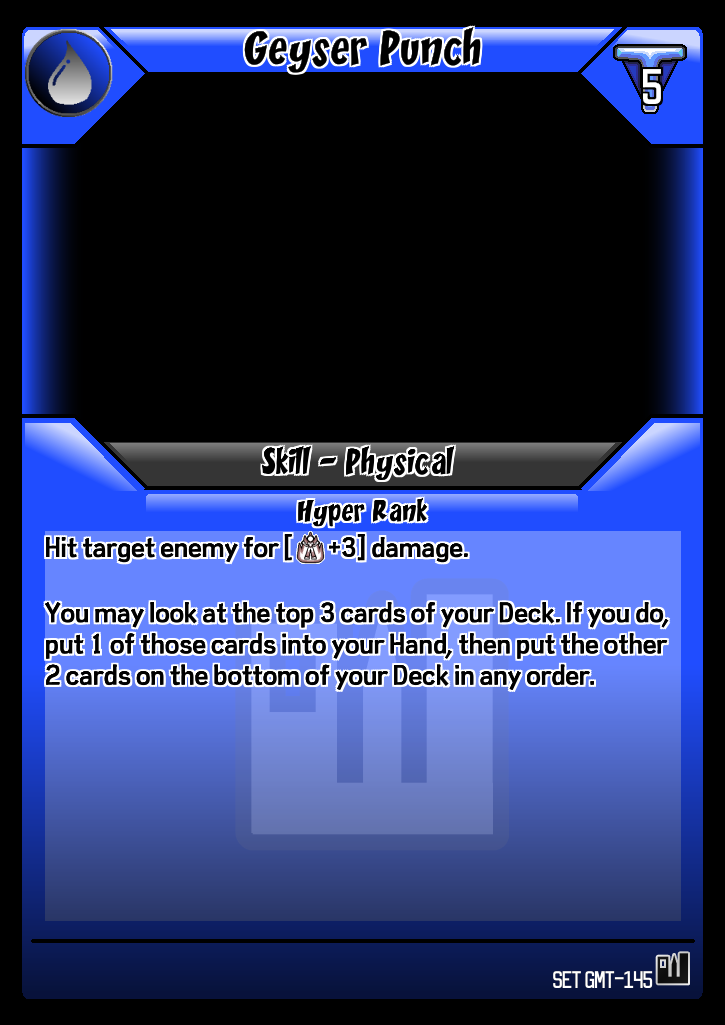 Geyser Punch
5
Skill - Physical
Hyper Rank
Hit target enemy for [ +3] damage.
You may look at the top 3 cards of your Deck. If you do,
put 1 of those cards into your Hand, then put the other
2 cards on the bottom of your Deck in any order.
SET GMT-145